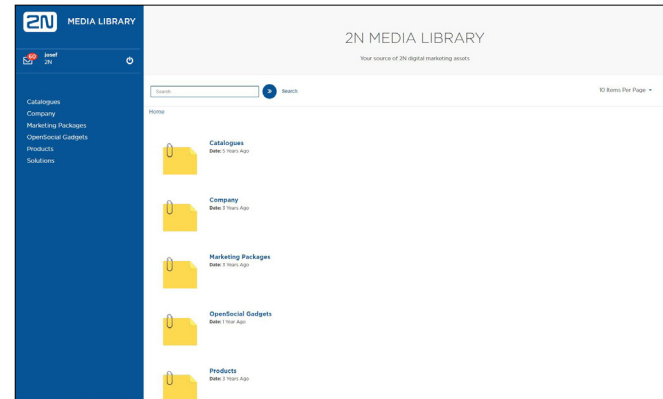 2N MEDIA LIBRARY
60 josef
2N
Catalogues
Company
Marketing Packages
OpenSocial Gadgets
Products
Solutions
2N MEDIA LIBRARY
Your source of 2N digital marketing assets
Search
Search
10 Items Per Page
Home
Catalogues
Date: 5 Years Ago
Company
Date: 3 Years Ago
Marketing Packages
Date: 3 Years Ago
OpenSocial Gadgets
Date: 1 Year Ago
Products
Date: 3 Years Ago